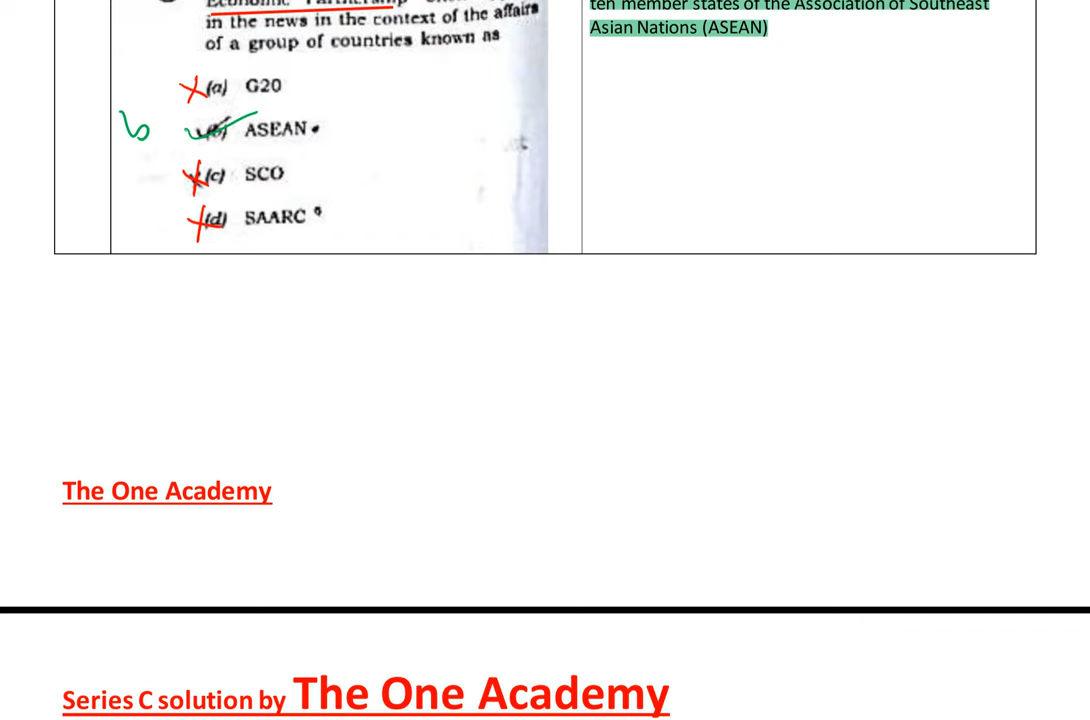 Economic Partnership
in the news in the context of the affairs
of a group of countries known as
(a) G20
b ASEAN
(c) SCO
(d) SAARC
ten member states of the Association of Southeast
Asian Nations (ASEAN)
The One Academy
Series C solution by The One Academy